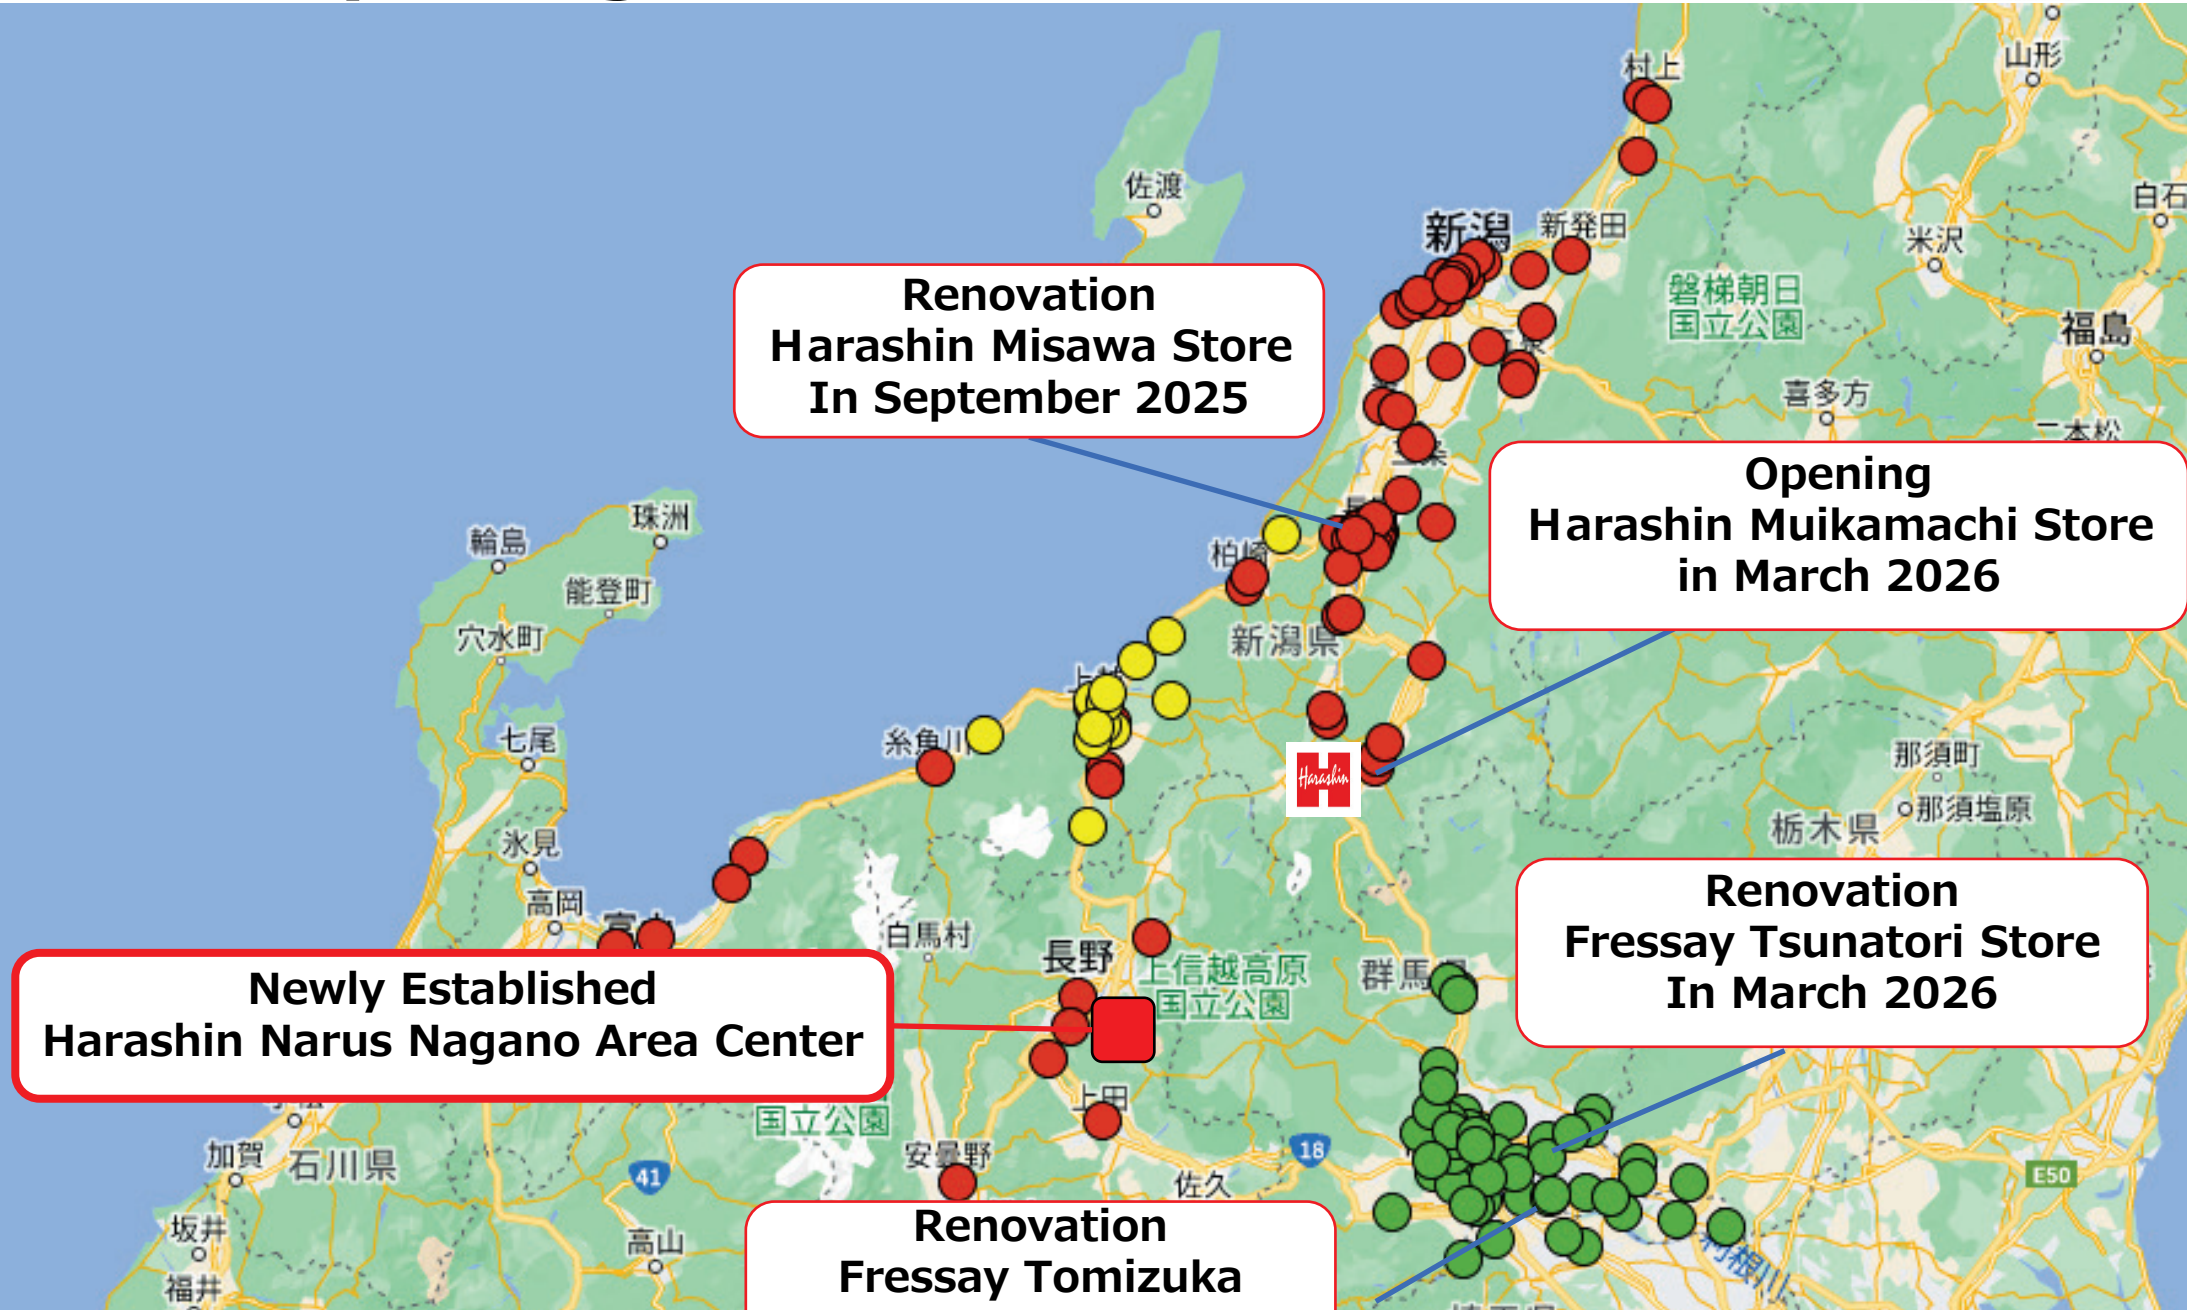 村上
山形
佐渡
白石
新潟
新発田
米沢
磐梯朝日
国立公園
福島
Renovation
Harashin Misawa Store
In September 2025
喜多方
二本松
Opening
Harashin Muikamachi Store
in March 2026
珠洲
輪島
柏崎
能登町
穴水町
新潟県
七尾
糸魚川
Harashin
那須町
那須塩原
栃木県
氷見
高岡
Renovation
Fressay Tsunatori Store
In March 2026
白馬村
長野
上信越高原
国立公園
群馬県
Newly Established
Harashin Narus Nagano Area Center
上田
国立公園
加賀
石川県
安曇野
18
41
佐久
E50
坂井
高山
Renovation
Fressay Tomizuka
利根川
福井